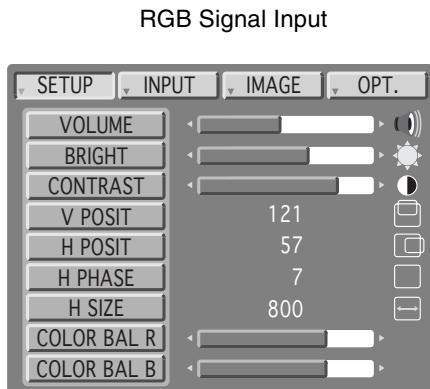 RGB Signal Input
SETUP INPUT IMAGE OPT.
VOLUME
BRIGHT
CONTRAST
V POSIT 121
H POSIT 57
H PHASE 7
H SIZE 800
COLOR BAL R
COLOR BAL B